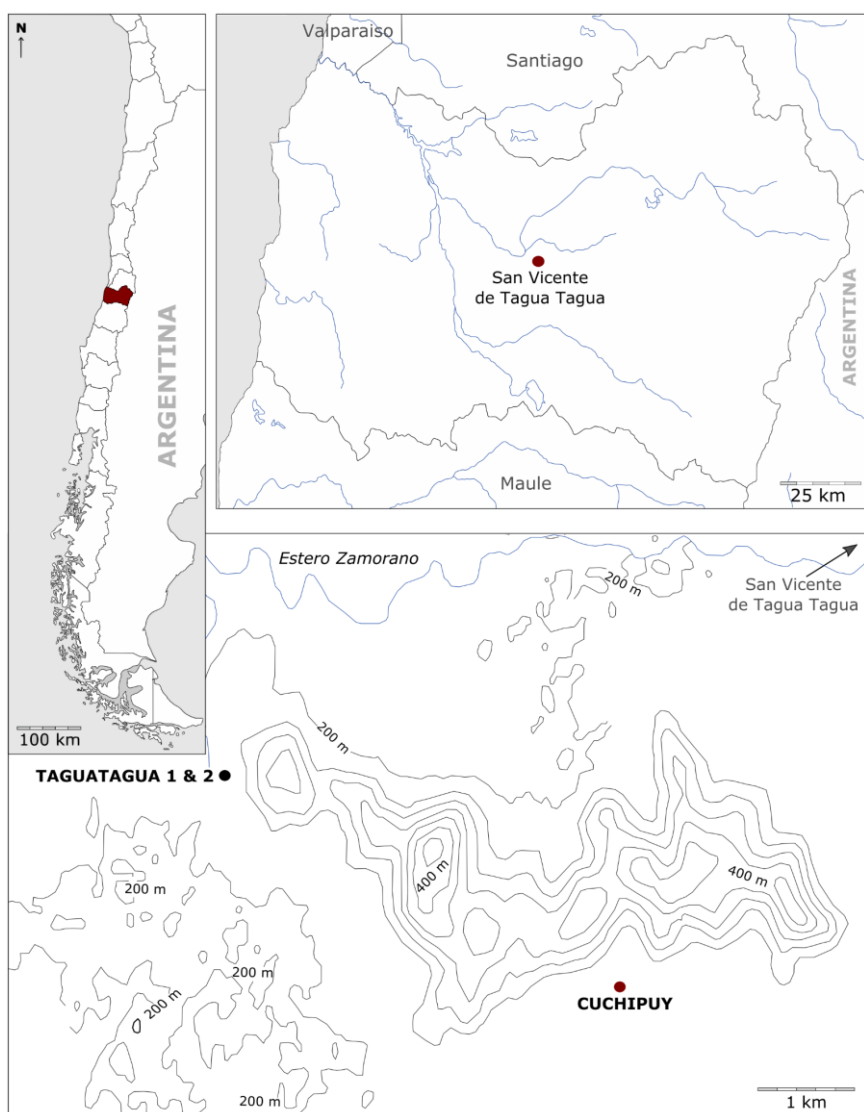 N
ARGENTINA
100 km
Valparaiso
Santiago
San Vicente
de Tagua Tagua
ARGENTINA
Maule
25 km
Estero Zamorano
200 m
San Vicente
de Tagua Tagua
200 m
TAGUATAGUA 1 & 2
400 m
400 m
200 m
200 m
200 m
CUCHIPUY
200 m
1 km